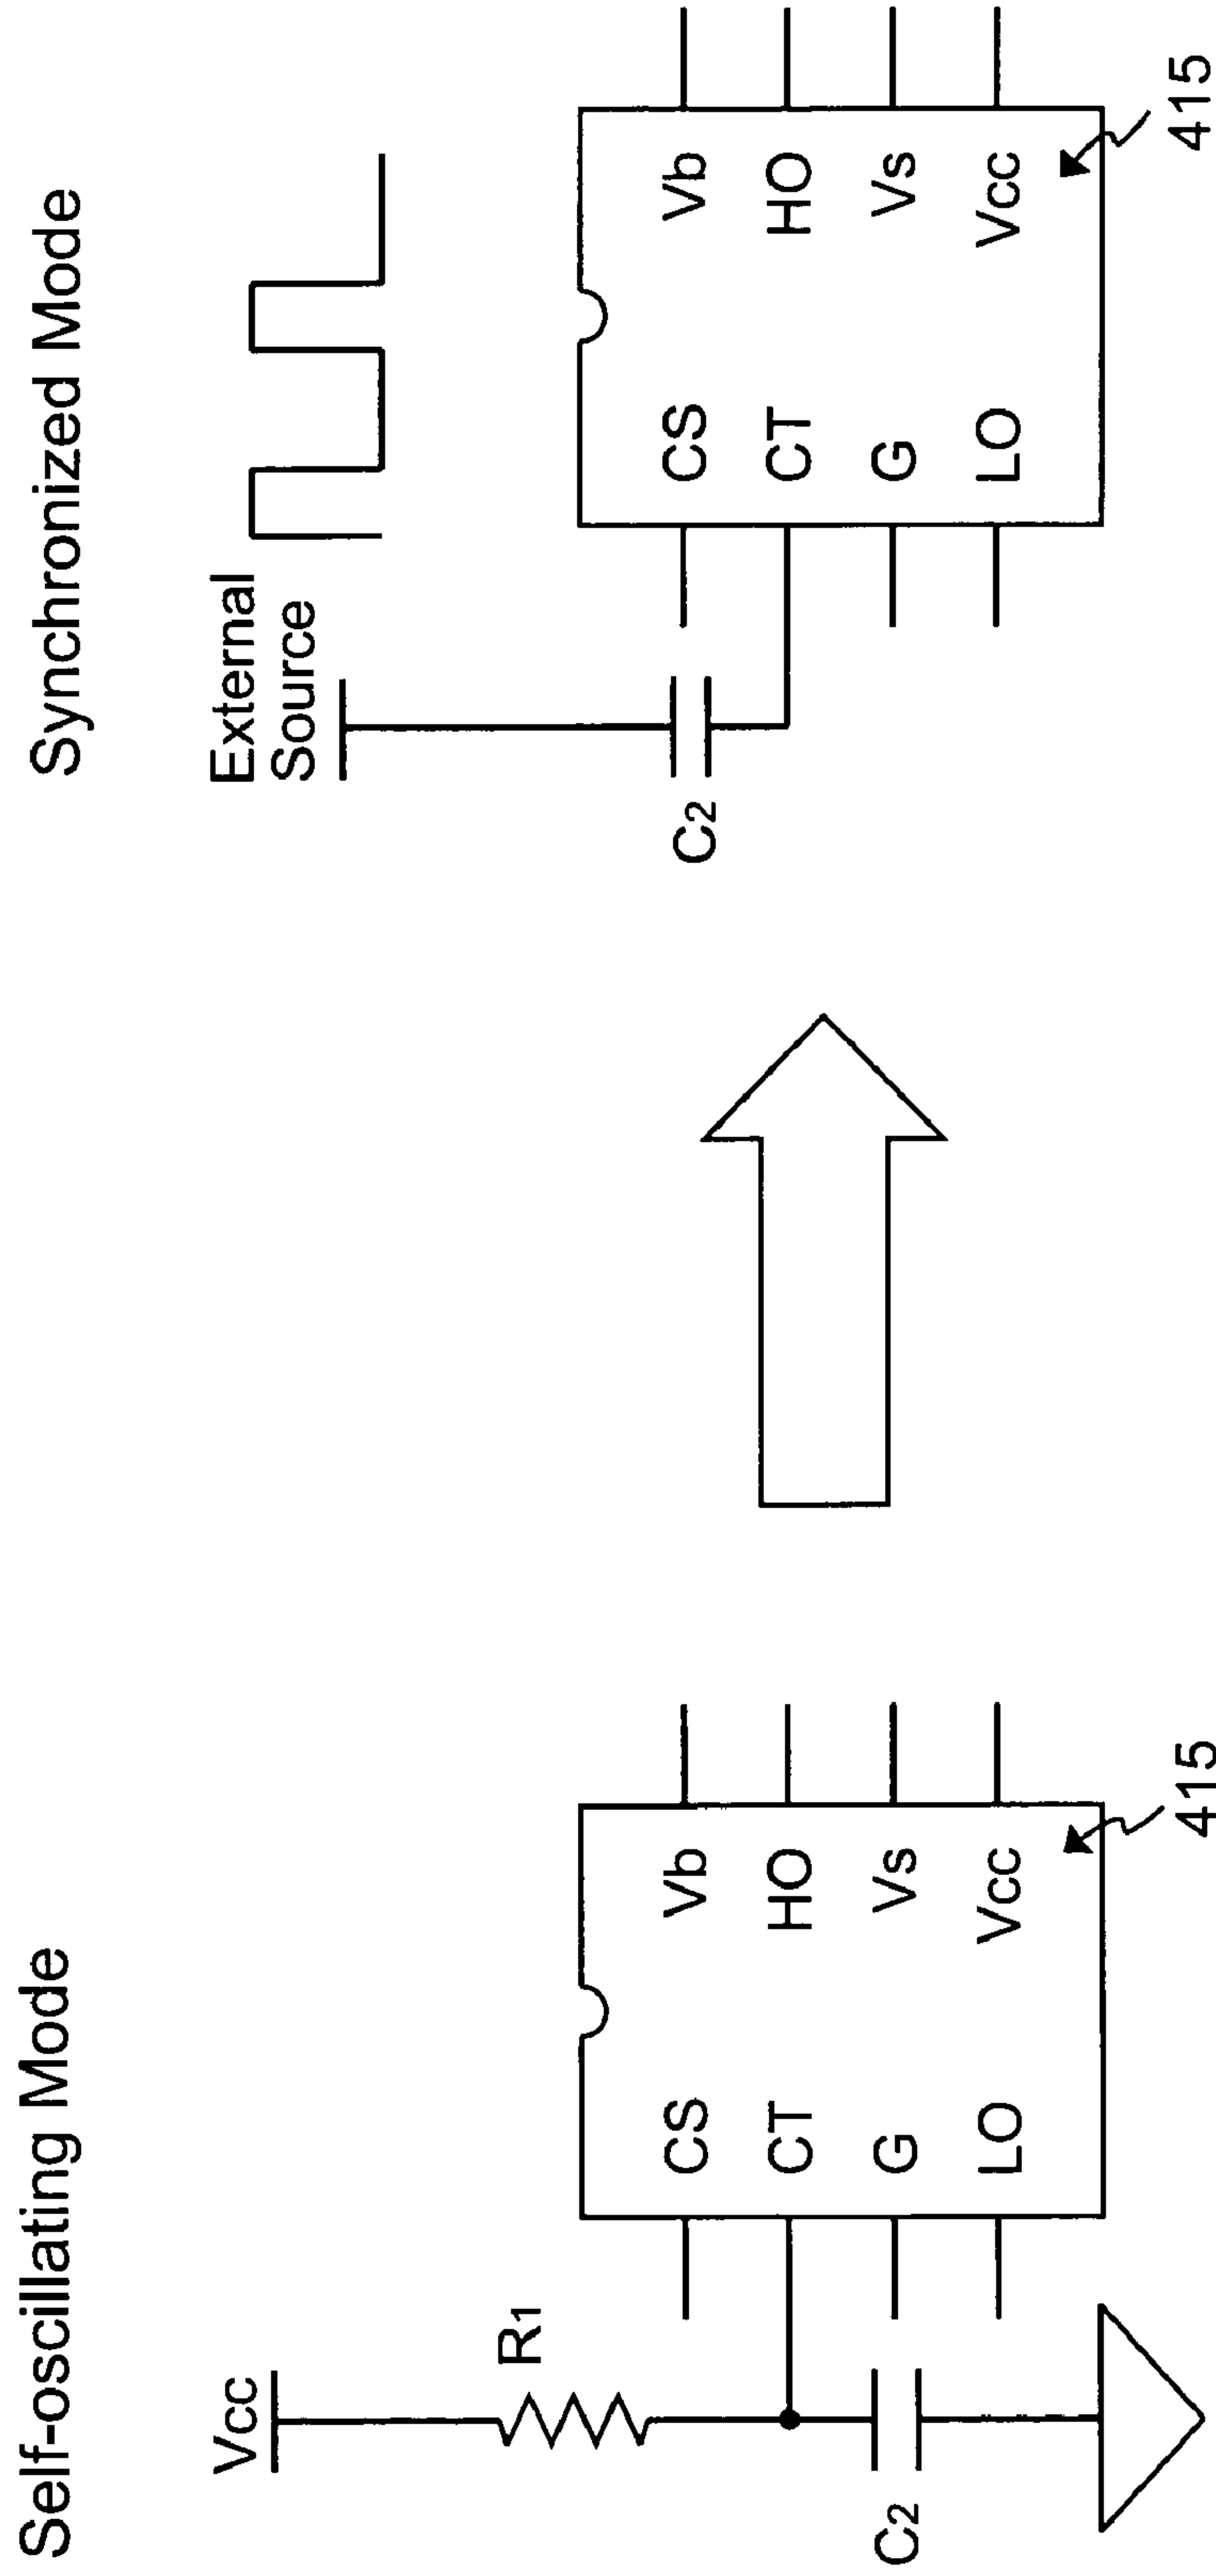 Self-oscillating Mode
Vcc
R1
C2
CS
CT
G
LO
Vb
HO
Vs
Vcc
415
Synchronized Mode
External
Source
C2
CS
CT
G
LO
Vb
HO
Vs
Vcc
415